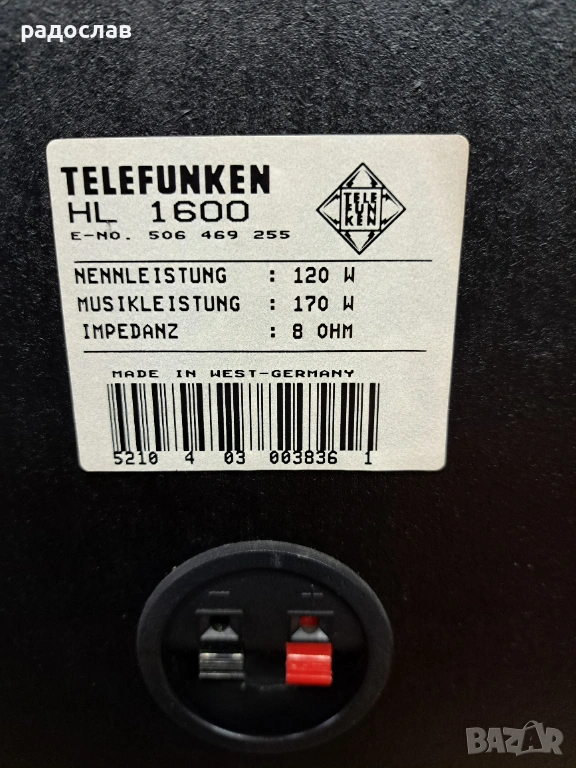 радослав
TELEFUNKEN
HL 1600
E-NO. 506 469 255
TELE
FUN
KEN
NENNLEISTUNG : 120 W
MUSIKLEISTUNG : 170 W
IMPEDANZ : 8 OHM
MADE IN WEST-GERMANY
5210 4 03 003836 1
− +
BAZAR